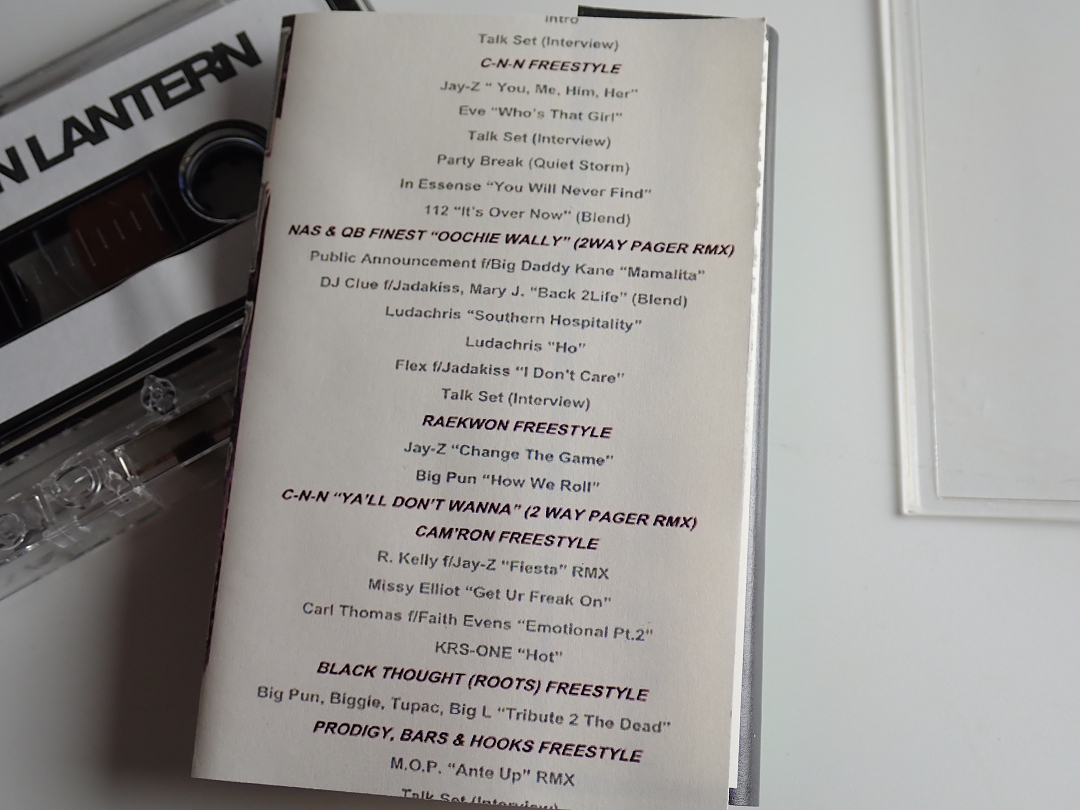 N LANTERN
Intro
Talk Set (Interview)
C-N-N FREESTYLE
Jay-Z “ You, Me, Him, Her”
Eve “Who's That Girl”
Talk Set (Interview)
Party Break (Quiet Storm)
In Essense “You Will Never Find”
112 “It's Over Now” (Blend)
NAS & QB FINEST “OOCHIE WALLY” (2WAY PAGER RMX)
Public Announcement f/Big Daddy Kane “Mamalita”
DJ Clue f/Jadakiss, Mary J. “Back 2Life” (Blend)
Ludachris “Southern Hospitality”
Ludachris “Ho”
Flex f/Jadakiss “I Don't Care”
Talk Set (Interview)
RAEKWON FREESTYLE
Jay-Z “Change The Game”
Big Pun “How We Roll”
C-N-N “YA'LL DON'T WANNA” (2 WAY PAGER RMX)
CAM'RON FREESTYLE
R. Kelly f/Jay-Z “Fiesta” RMX
Missy Elliot “Get Ur Freak On”
Carl Thomas f/Faith Evens “Emotional Pt.2”
KRS-ONE “Hot”
BLACK THOUGHT (ROOTS) FREESTYLE
Big Pun, Biggie, Tupac, Big L “Tribute 2 The Dead”
PRODIGY, BARS & HOOKS FREESTYLE
M.O.P. “Ante Up” RMX
Talk Set (Interview)